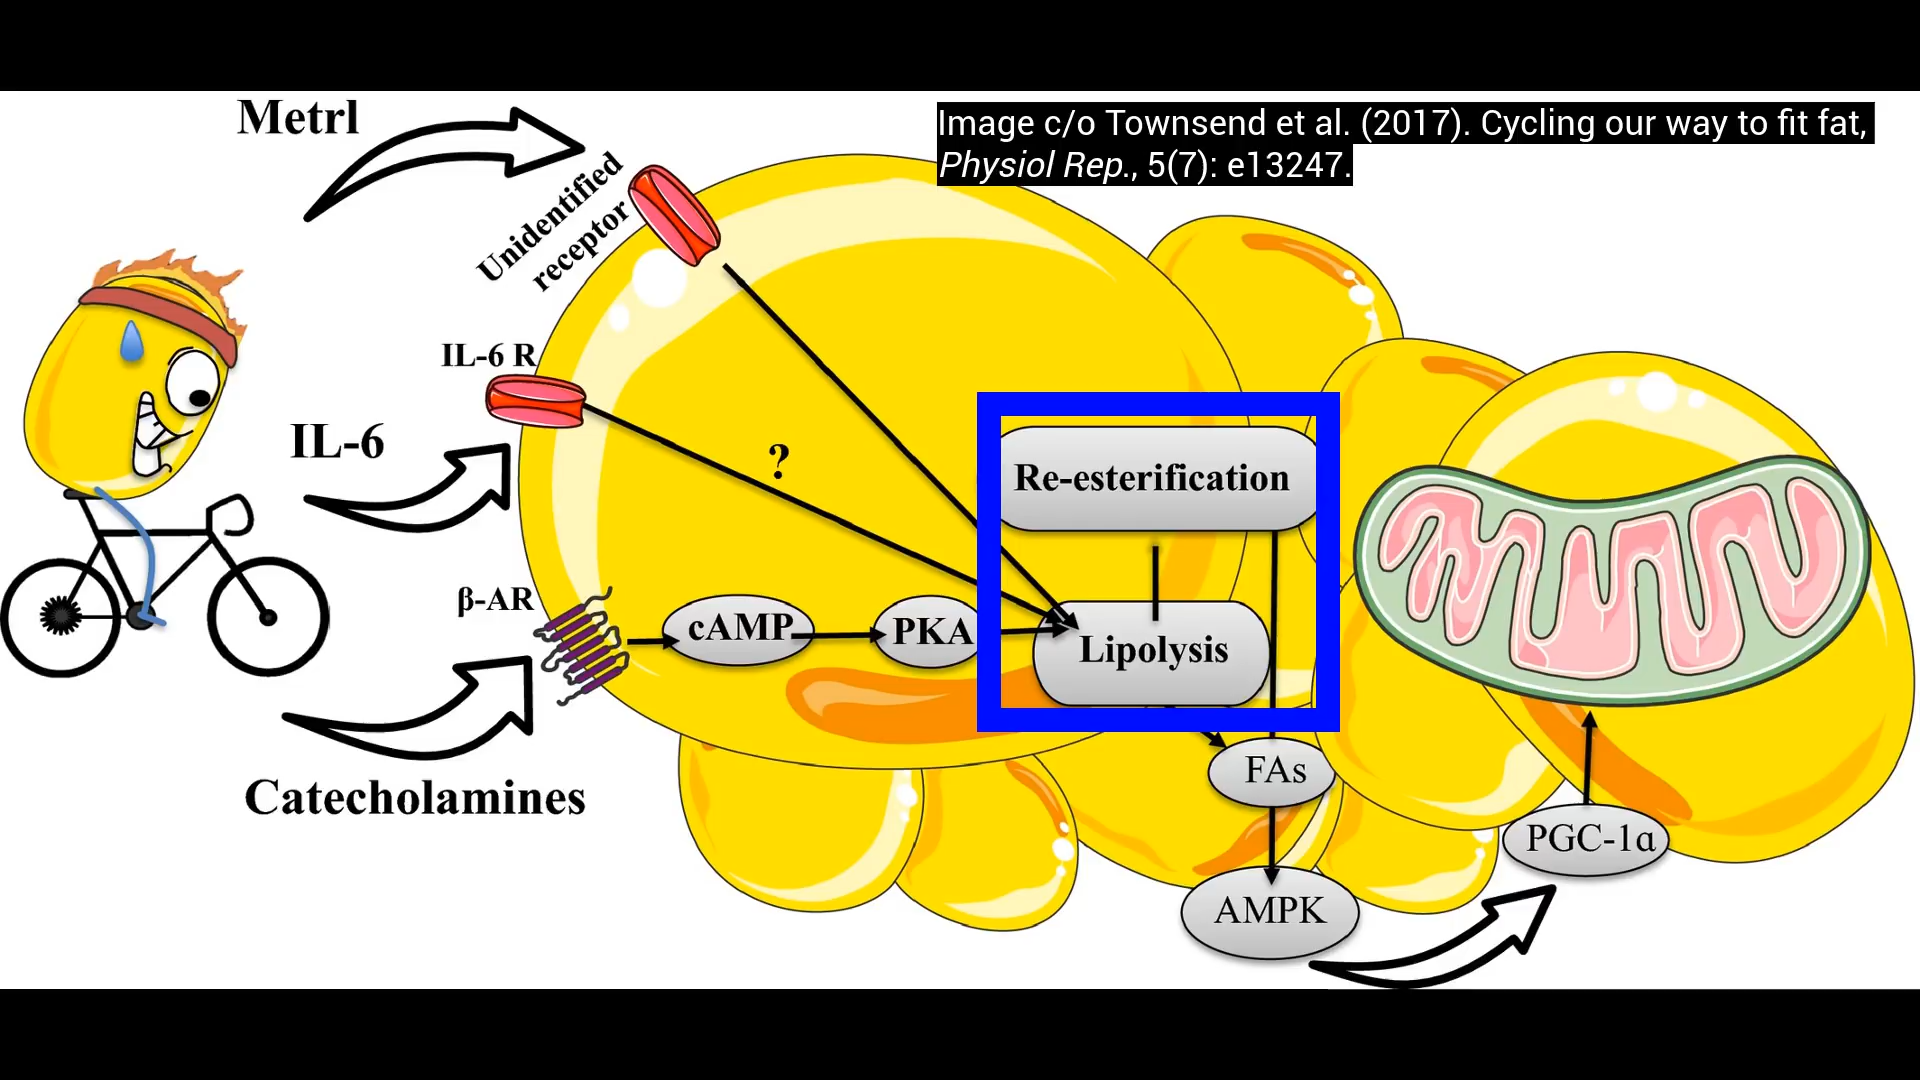 Metrl
Image c/o Townsend et al. (2017). Cycling our way to fit fat,
Physiol Rep., 5(7): e13247.
Unidentified
receptor
IL-6 R
IL-6
?
Re-esterification
β-AR
cAMP
PKA
Lipolysis
Catecholamines
FAs
PGC-1α
AMPK